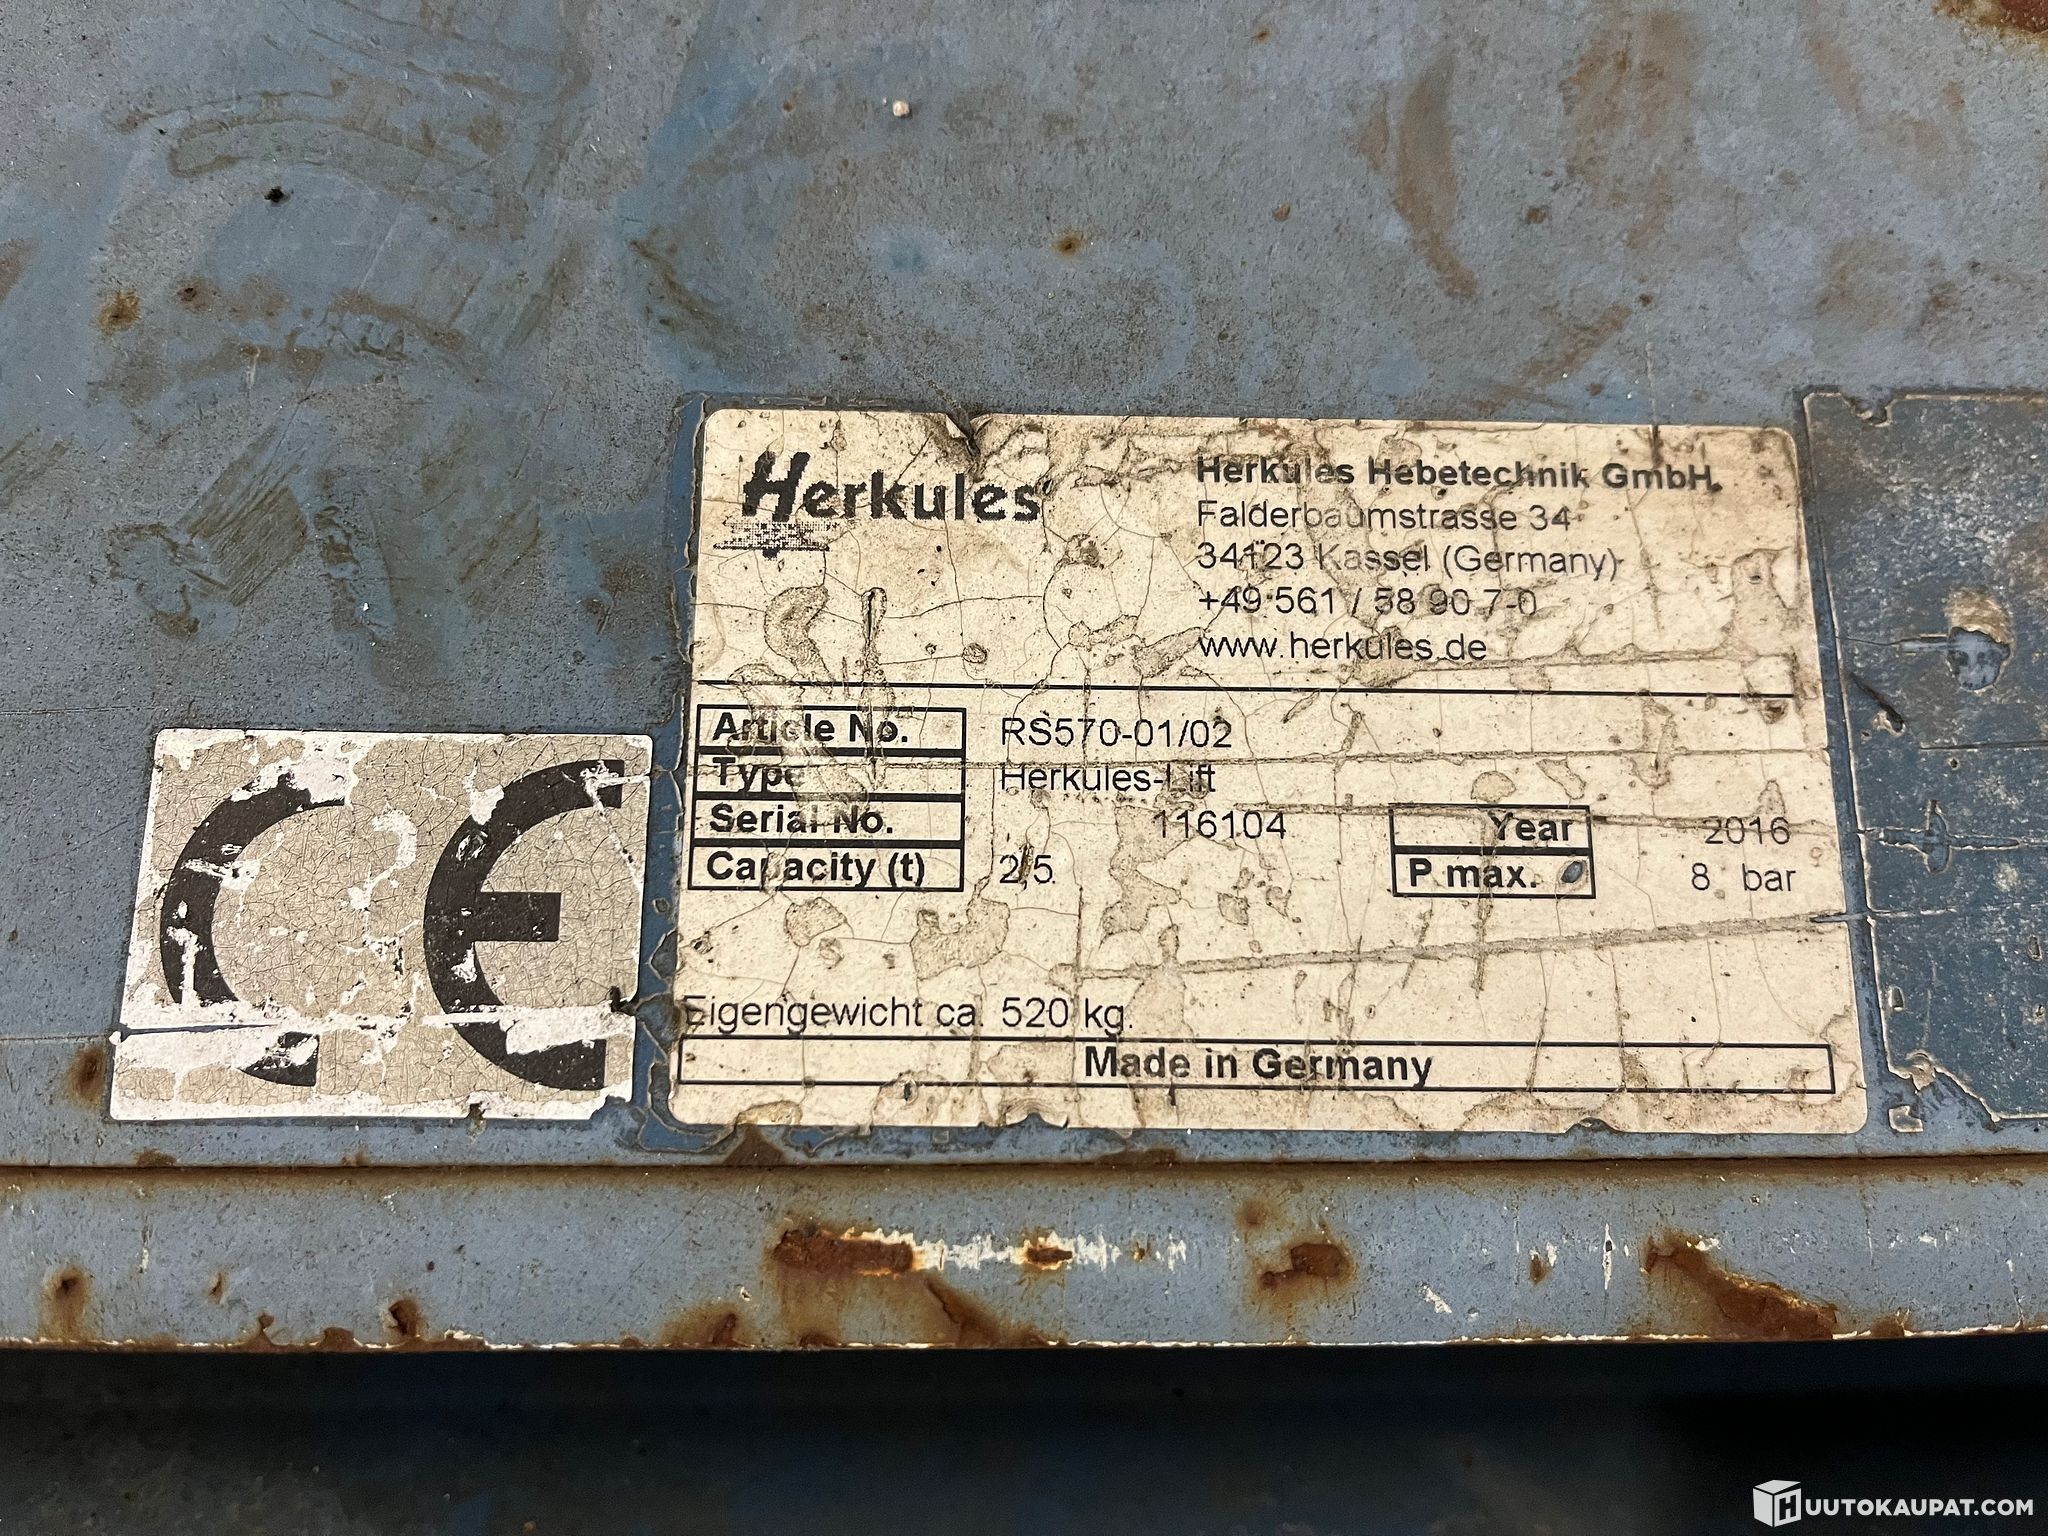 Herkules
Herkules Hebetechnik GmbH
Falderbaumstrasse 34
34123 Kassel (Germany)
+49 561 / 58 90 7-0
www.herkules.de
Article No. RS570-01/02
Type Herkules-Lift
Serial No. 116104 Year 2016
Capacity (t) 2,5 P max. 8 bar
CE
Eigengewicht ca. 520 kg.
Made in Germany
HUUTOKAUPAT.COM